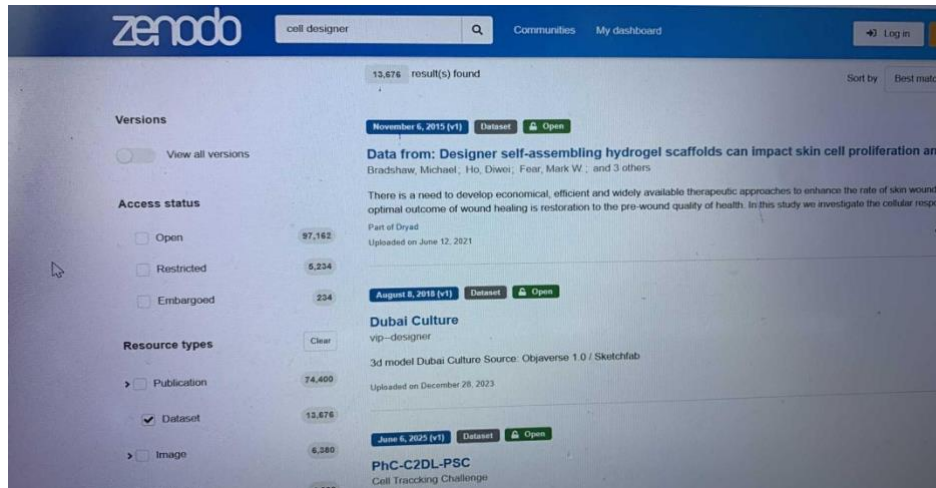 zenodo
cell designer
Communities
My dashboard
Log in
13,676 result(s) found
Sort by
Best matc
Versions
View all versions
Access status
Open 97,162
Restricted 6,234
Embargoed 234
Resource types
Clear
Publication 74,400
Dataset 13,676
Image 6,380
November 6, 2015 (v1) Dataset Open
Data from: Designer self-assembling hydrogel scaffolds can impact skin cell proliferation an
Bradshaw, Michael; Ho, Diwei; Fear, Mark W.; and 3 others
There is a need to develop economical, efficient and widely available therapeutic approaches to enhance the rate of skin wound
optimal outcome of wound healing is restoration to the pre-wound quality of health. In this study we investigate the cellular respo
Part of Dryad
Uploaded on June 12, 2021
August 8, 2018 (v1) Dataset Open
Dubai Culture
vip--designer
3d model Dubai Culture Source: Objaverse 1.0 / Sketchfab
Uploaded on December 28, 2023
June 6, 2025 (v1) Dataset Open
PhC-C2DL-PSC
Cell Traccking Challenge